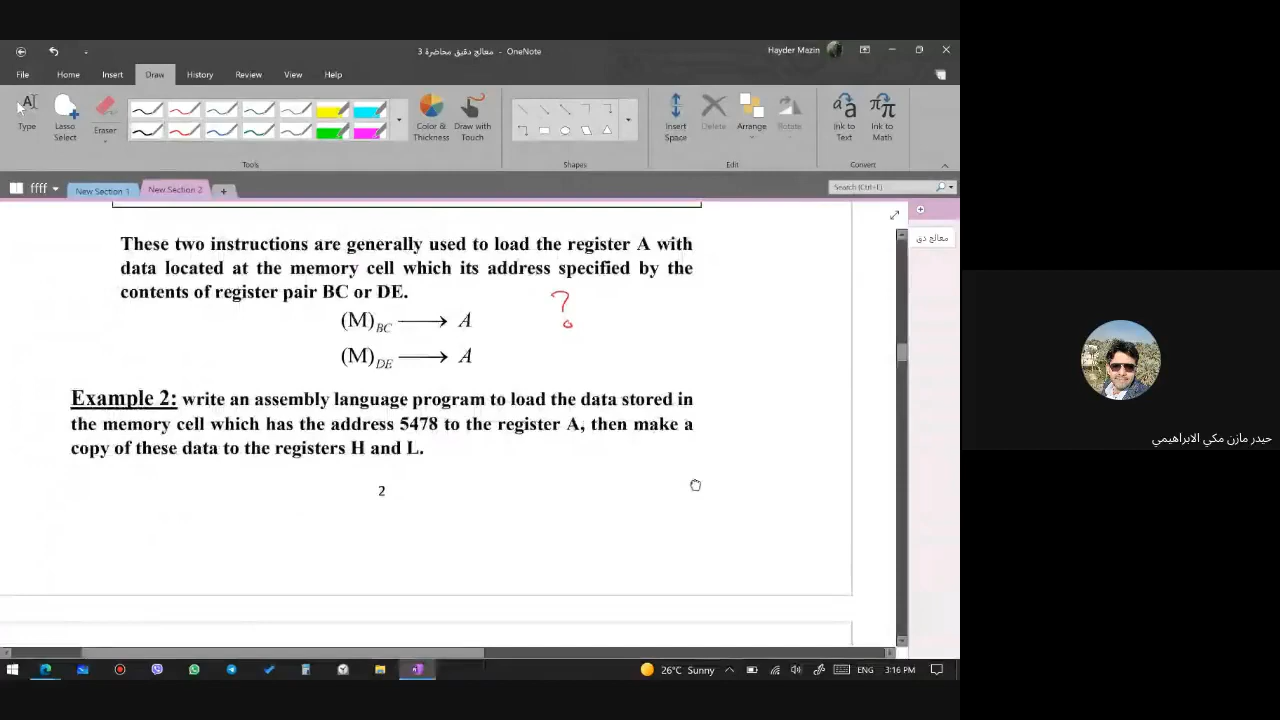 معالج دقيق محاضرة 3 - OneNote
Hayder Mazin
File Home Insert Draw History Review View Help
Type
Lasso Select
Eraser
Color & Thickness
Draw with Touch
Insert Space
Delete
Arrange
Rotate
Ink to Text
Ink to Math
Tools Shapes Edit Convert
ffff New Section 1 New Section 2 +
Search (Ctrl+E)
معالج دق
These two instructions are generally used to load the register A with
data located at the memory cell which its address specified by the
contents of register pair BC or DE.
?
(M)BC ⟶ A
(M)DE ⟶ A
Example 2: write an assembly language program to load the data stored in
the memory cell which has the address 5478 to the register A, then make a
copy of these data to the registers H and L.
2
حيدر مازن مكي الابراهيمي
26°C Sunny ENG 3:16 PM